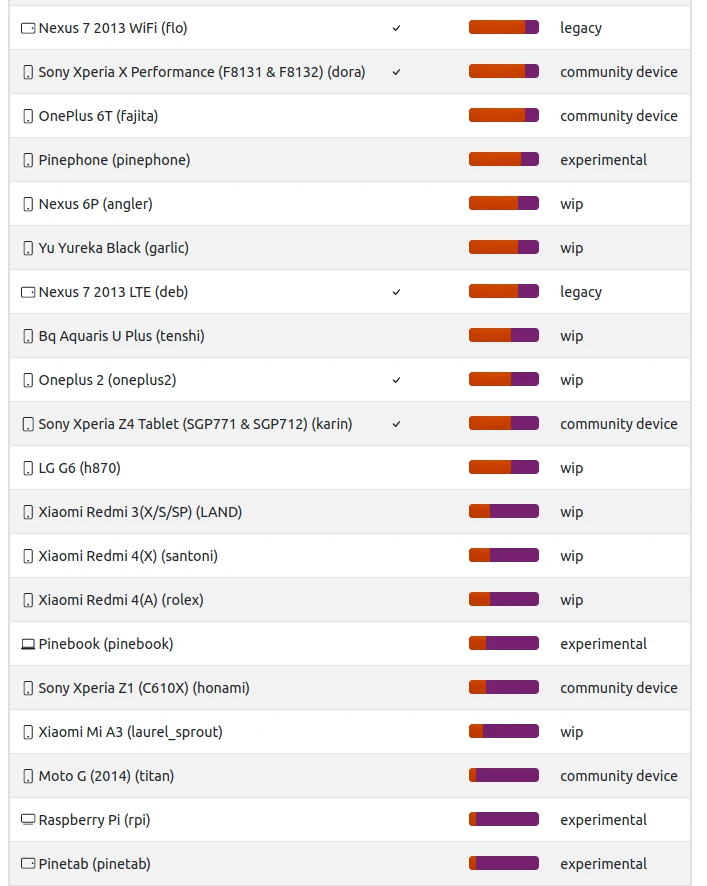 Nexus 7 2013 WiFi (flo) ✓ legacy
Sony Xperia X Performance (F8131 & F8132) (dora) ✓ community device
OnePlus 6T (fajita) community device
Pinephone (pinephone) experimental
Nexus 6P (angler) wip
Yu Yureka Black (garlic) wip
Nexus 7 2013 LTE (deb) ✓ legacy
Bq Aquaris U Plus (tenshi) wip
Oneplus 2 (oneplus2) ✓ wip
Sony Xperia Z4 Tablet (SGP771 & SGP712) (karin) ✓ community device
LG G6 (h870) wip
Xiaomi Redmi 3(X/S/SP) (LAND) wip
Xiaomi Redmi 4(X) (santoni) wip
Xiaomi Redmi 4(A) (rolex) wip
Pinebook (pinebook) experimental
Sony Xperia Z1 (C610X) (honami) community device
Xiaomi Mi A3 (laurel_sprout) wip
Moto G (2014) (titan) community device
Raspberry Pi (rpi) experimental
Pinetab (pinetab) experimental